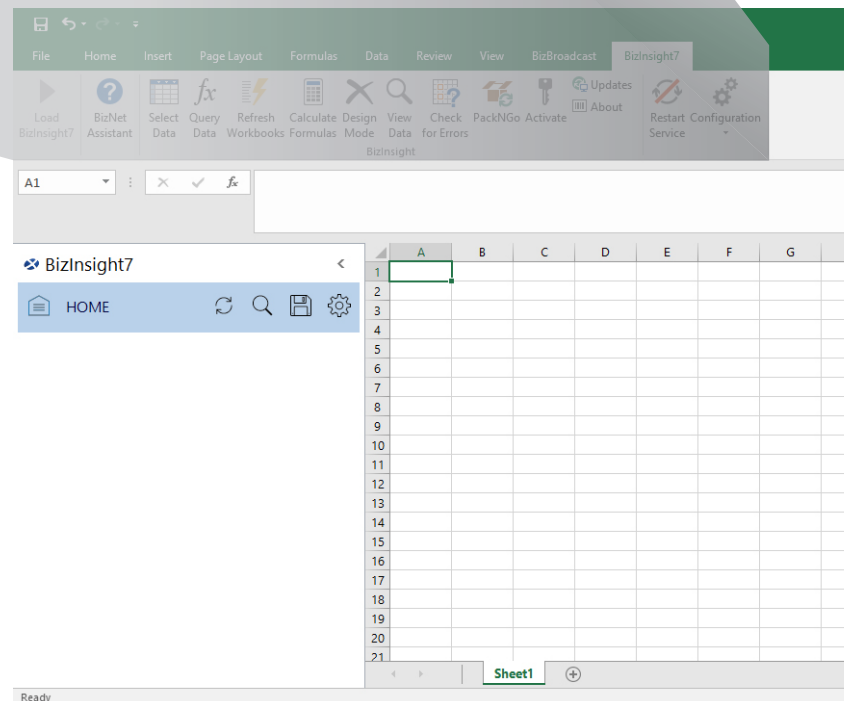 File Home Insert Page Layout Formulas Data Review View BizBroadcast BizInsight7
Load BizInsight7
BizNet Assistant
Select Data
Query Data
Refresh Workbooks
Calculate Formulas
Design Mode
View Data
Check for Errors
PackNGo
Activate
Updates
About
Restart Service
Configuration
BizInsight
A1
fx
BizInsight7
HOME
A B C D E F G
1
2
3
4
5
6
7
8
9
10
11
12
13
14
15
16
17
18
19
20
21
Sheet1
Ready